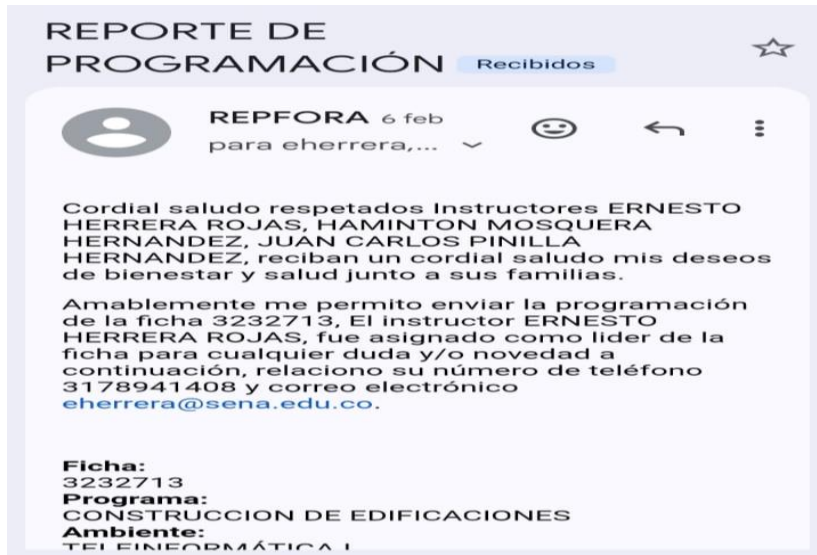 REPORTE DE
PROGRAMACIÓN Recibidos
REPFORA 6 feb
para eherrera,...
Cordial saludo respetados Instructores ERNESTO
HERRERA ROJAS, HAMINTON MOSQUERA
HERNANDEZ, JUAN CARLOS PINILLA
HERNANDEZ, reciban un cordial saludo mis deseos
de bienestar y salud junto a sus familias.
Amablemente me permito enviar la programación
de la ficha 3232713, El instructor ERNESTO
HERRERA ROJAS, fue asignado como lider de la
ficha para cualquier duda y/o novedad a
continuación, relaciono su número de teléfono
3178941408 y correo electrónico
eherrera@sena.edu.co.
Ficha:
3232713
Programa:
CONSTRUCCION DE EDIFICACIONES
Ambiente:
TELEINFORMÁTICA I